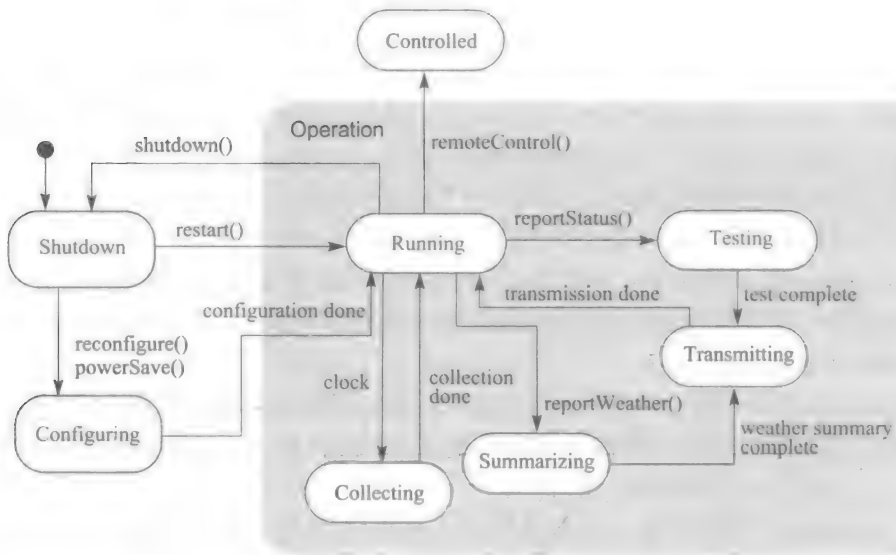 Controlled
Operation
shutdown()
remoteControl()
Shutdown
restart()
Running
reportStatus()
Testing
configuration done
transmission done
test complete
reconfigure()
powerSave()
Transmitting
clock
collection
done
reportWeather()
Configuring
Summarizing
weather summary
complete
Collecting